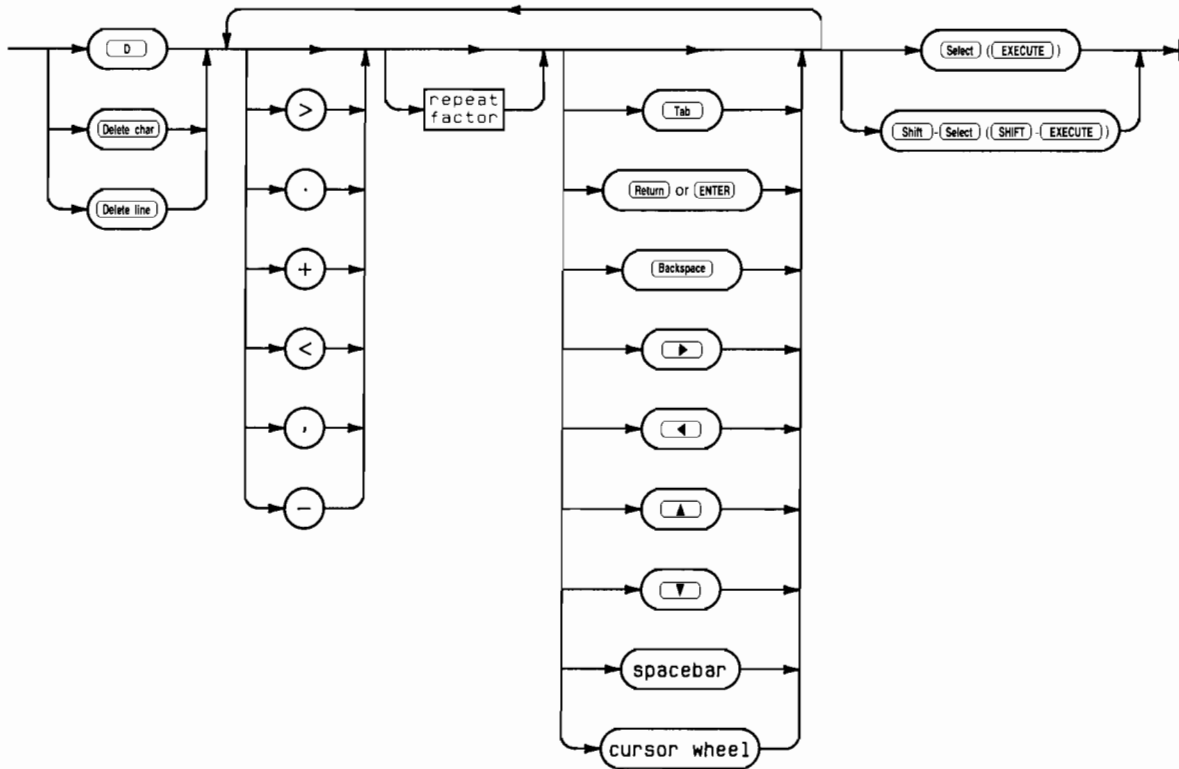 D
Delete char
Delete line
>
.
+
<
,
-
repeat
factor
Tab
Return or ENTER
Backspace
▶
◀
▲
▼
spacebar
cursor wheel
Select (EXECUTE)
Shift - Select (SHIFT - EXECUTE)